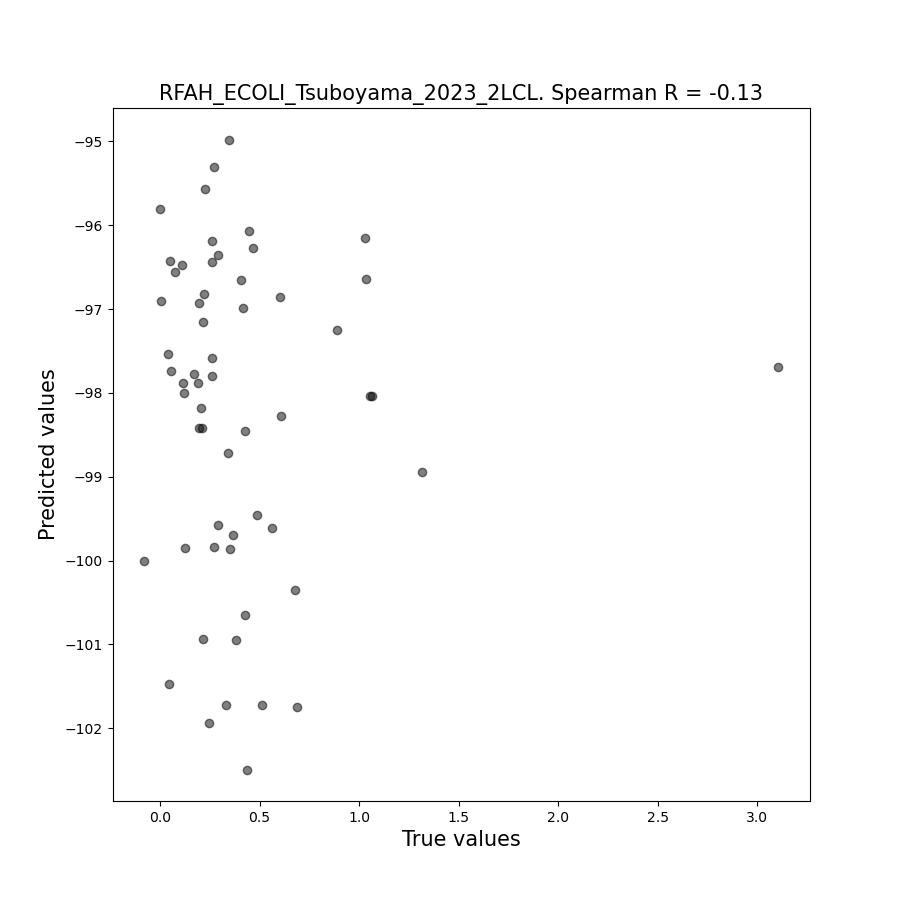 RFAH_ECOLI_Tsuboyama_2023_2LCL. Spearman R = -0.13
−95
−96
−97
−98
−99
−100
−101
−102
Predicted values
0.0 0.5 1.0 1.5 2.0 2.5 3.0
True values